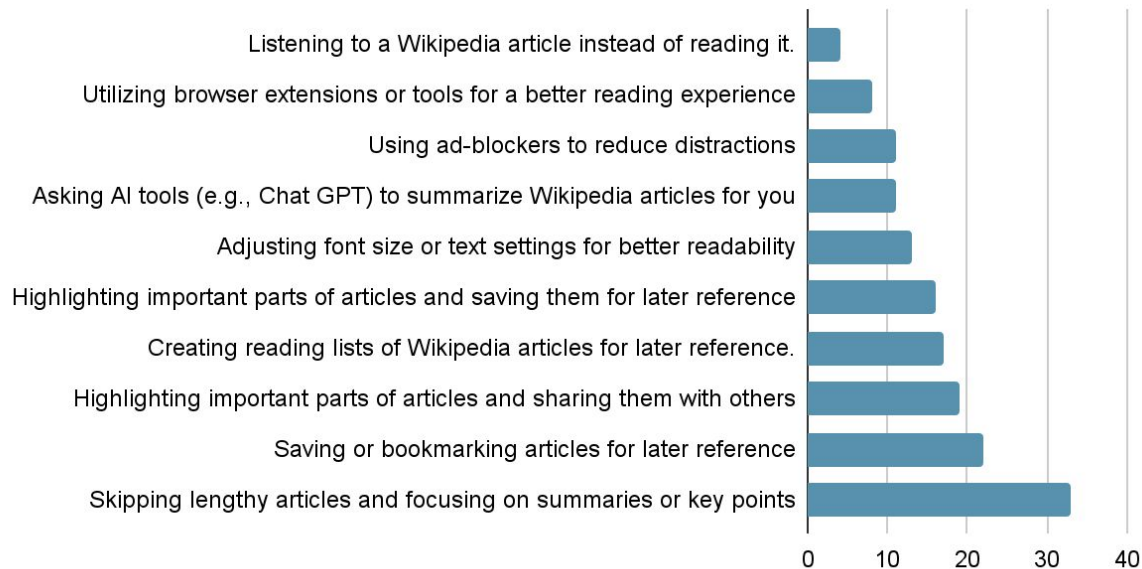 Listening to a Wikipedia article instead of reading it.
Utilizing browser extensions or tools for a better reading experience
Using ad-blockers to reduce distractions
Asking AI tools (e.g., Chat GPT) to summarize Wikipedia articles for you
Adjusting font size or text settings for better readability
Highlighting important parts of articles and saving them for later reference
Creating reading lists of Wikipedia articles for later reference.
Highlighting important parts of articles and sharing them with others
Saving or bookmarking articles for later reference
Skipping lengthy articles and focusing on summaries or key points
0 10 20 30 40